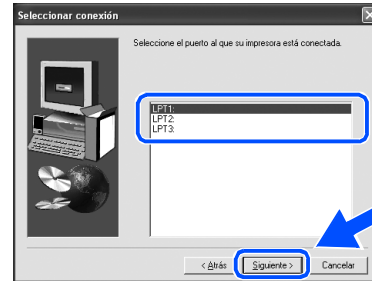 Seleccionar conexión
Seleccione el puerto al que su impresora está conectada.
LPT1:
LPT2:
LPT3:
< Atrás
Siguiente >
Cancelar